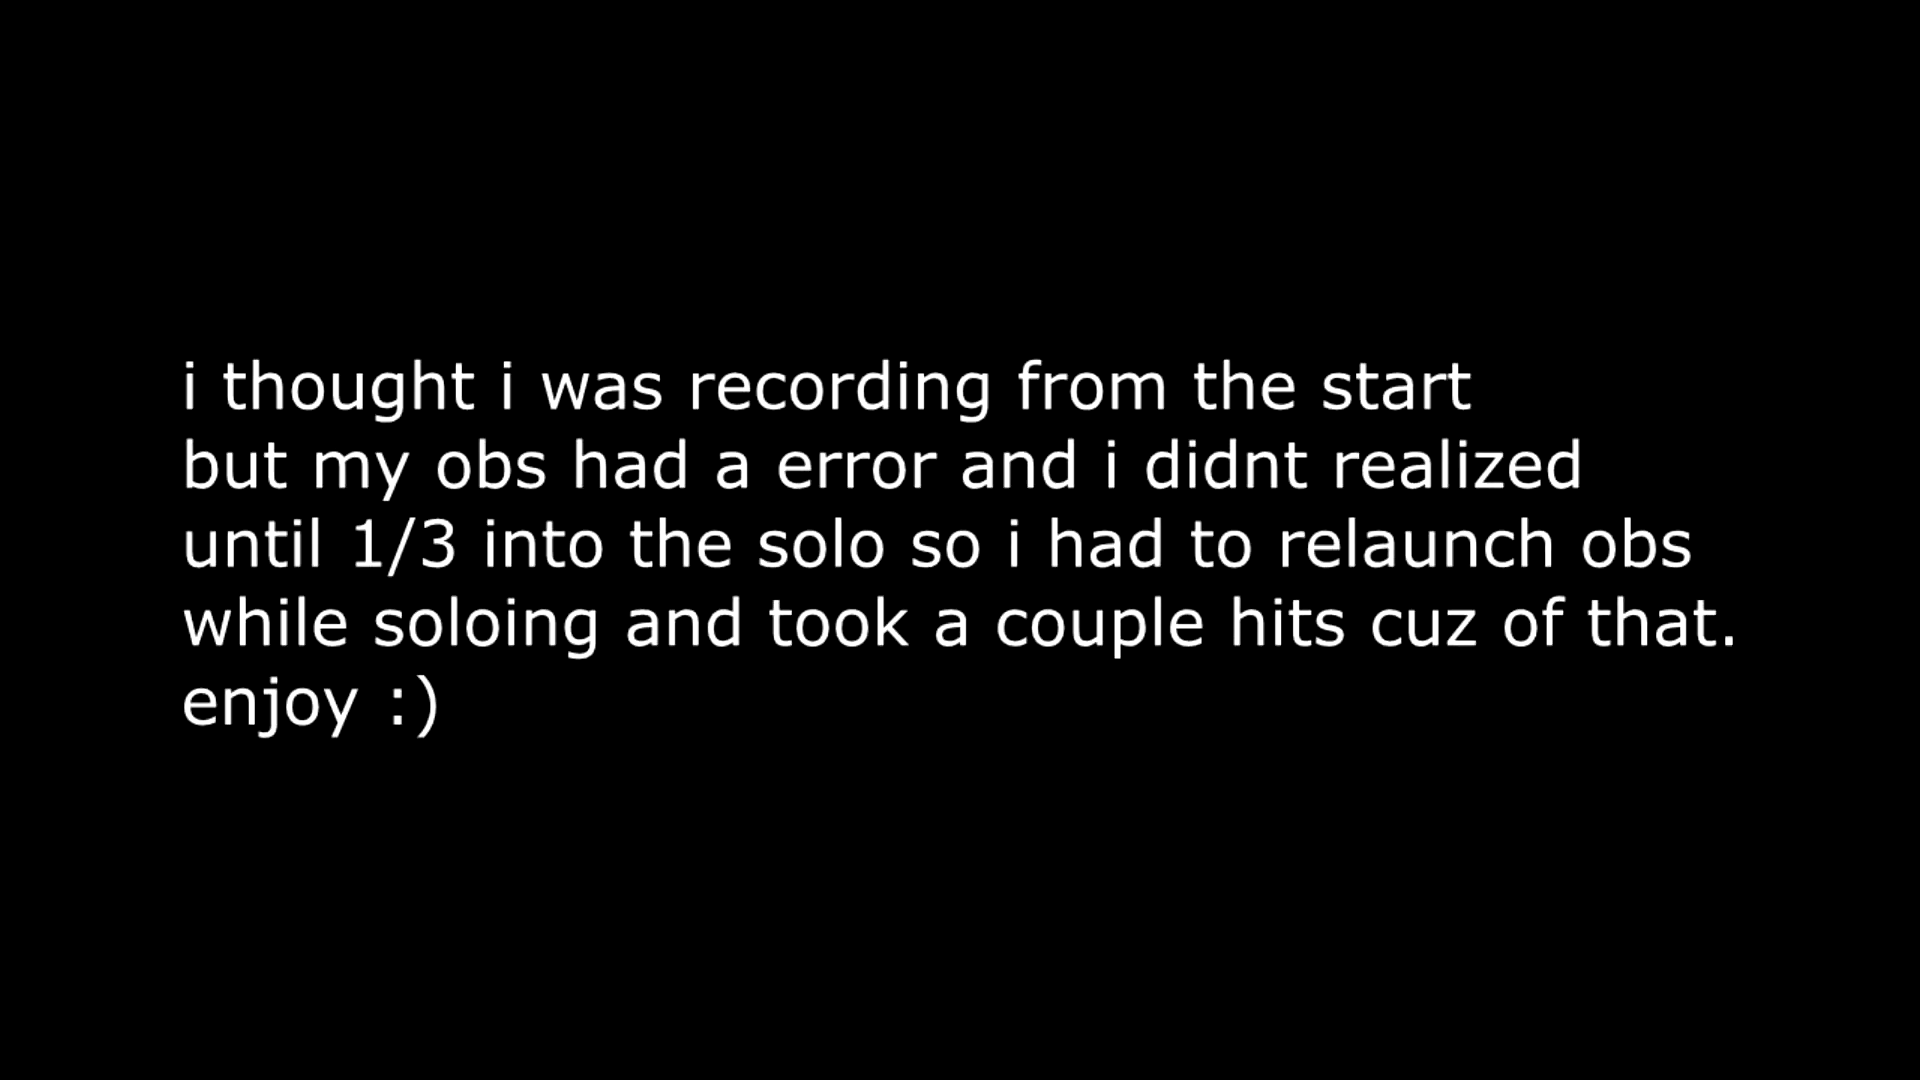 i thought i was recording from the start
but my obs had a error and i didnt realized
until 1/3 into the solo so i had to relaunch obs
while soloing and took a couple hits cuz of that.
enjoy :)